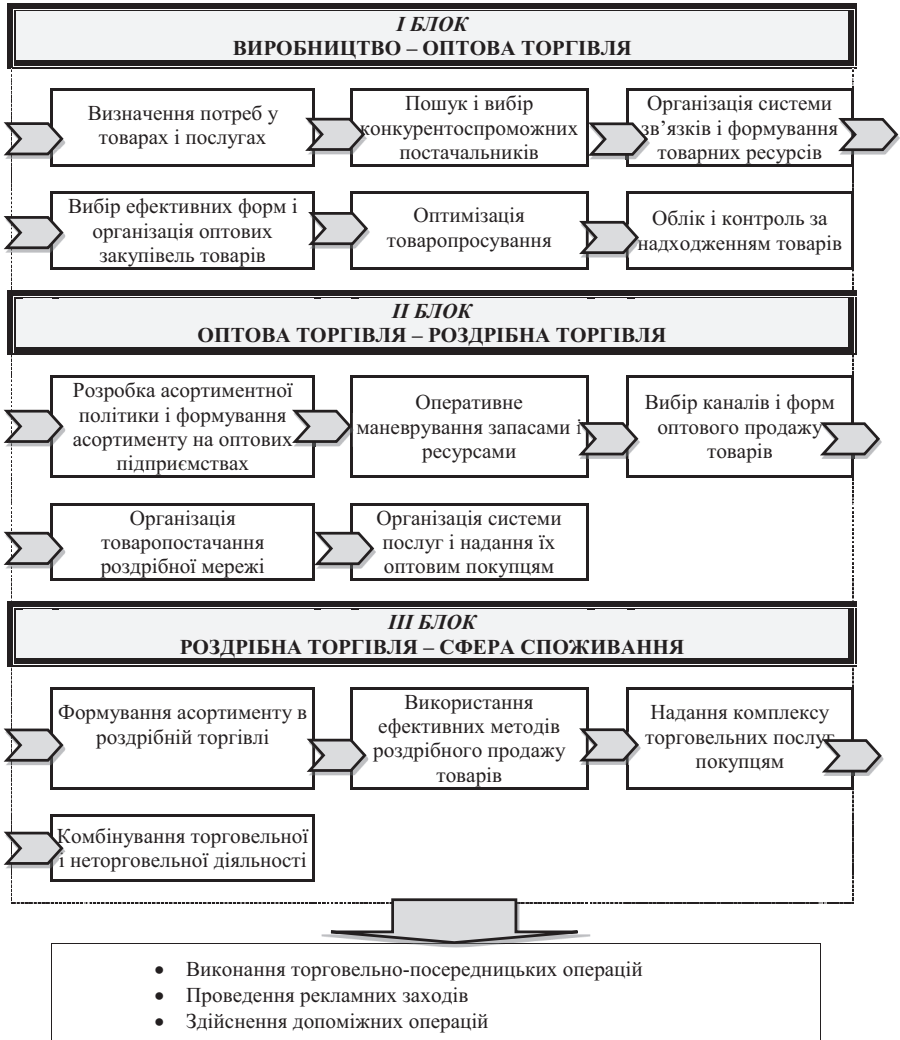 І БЛОК
ВИРОБНИЦТВО – ОПТОВА ТОРГІВЛЯ
Визначення потреб у
товарах і послугах
Пошук і вибір
конкурентоспроможних
постачальників
Організація системи
зв’язків і формування
товарних ресурсів
Вибір ефективних форм і
організація оптових
закупівель товарів
Оптимізація
товаропросування
Облік і контроль за
надходженням товарів
ІІ БЛОК
ОПТОВА ТОРГІВЛЯ – РОЗДРІБНА ТОРГІВЛЯ
Розробка асортиментної
політики і формування
асортименту на оптових
підприємствах
Оперативне
маневрування запасами і
ресурсами
Вибір каналів і форм
оптового продажу
товарів
Організація
товаропостачання
роздрібної мережі
Організація системи
послуг і надання їх
оптовим покупцям
ІІІ БЛОК
РОЗДРІБНА ТОРГІВЛЯ – СФЕРА СПОЖИВАННЯ
Формування асортименту в
роздрібній торгівлі
Використання
ефективних методів
роздрібного продажу
товарів
Надання комплексу
торговельних послуг
покупцям
Комбінування торговельної
і неторговельної діяльності
• Виконання торговельно-посередницьких операцій
• Проведення рекламних заходів
• Здійснення допоміжних операцій